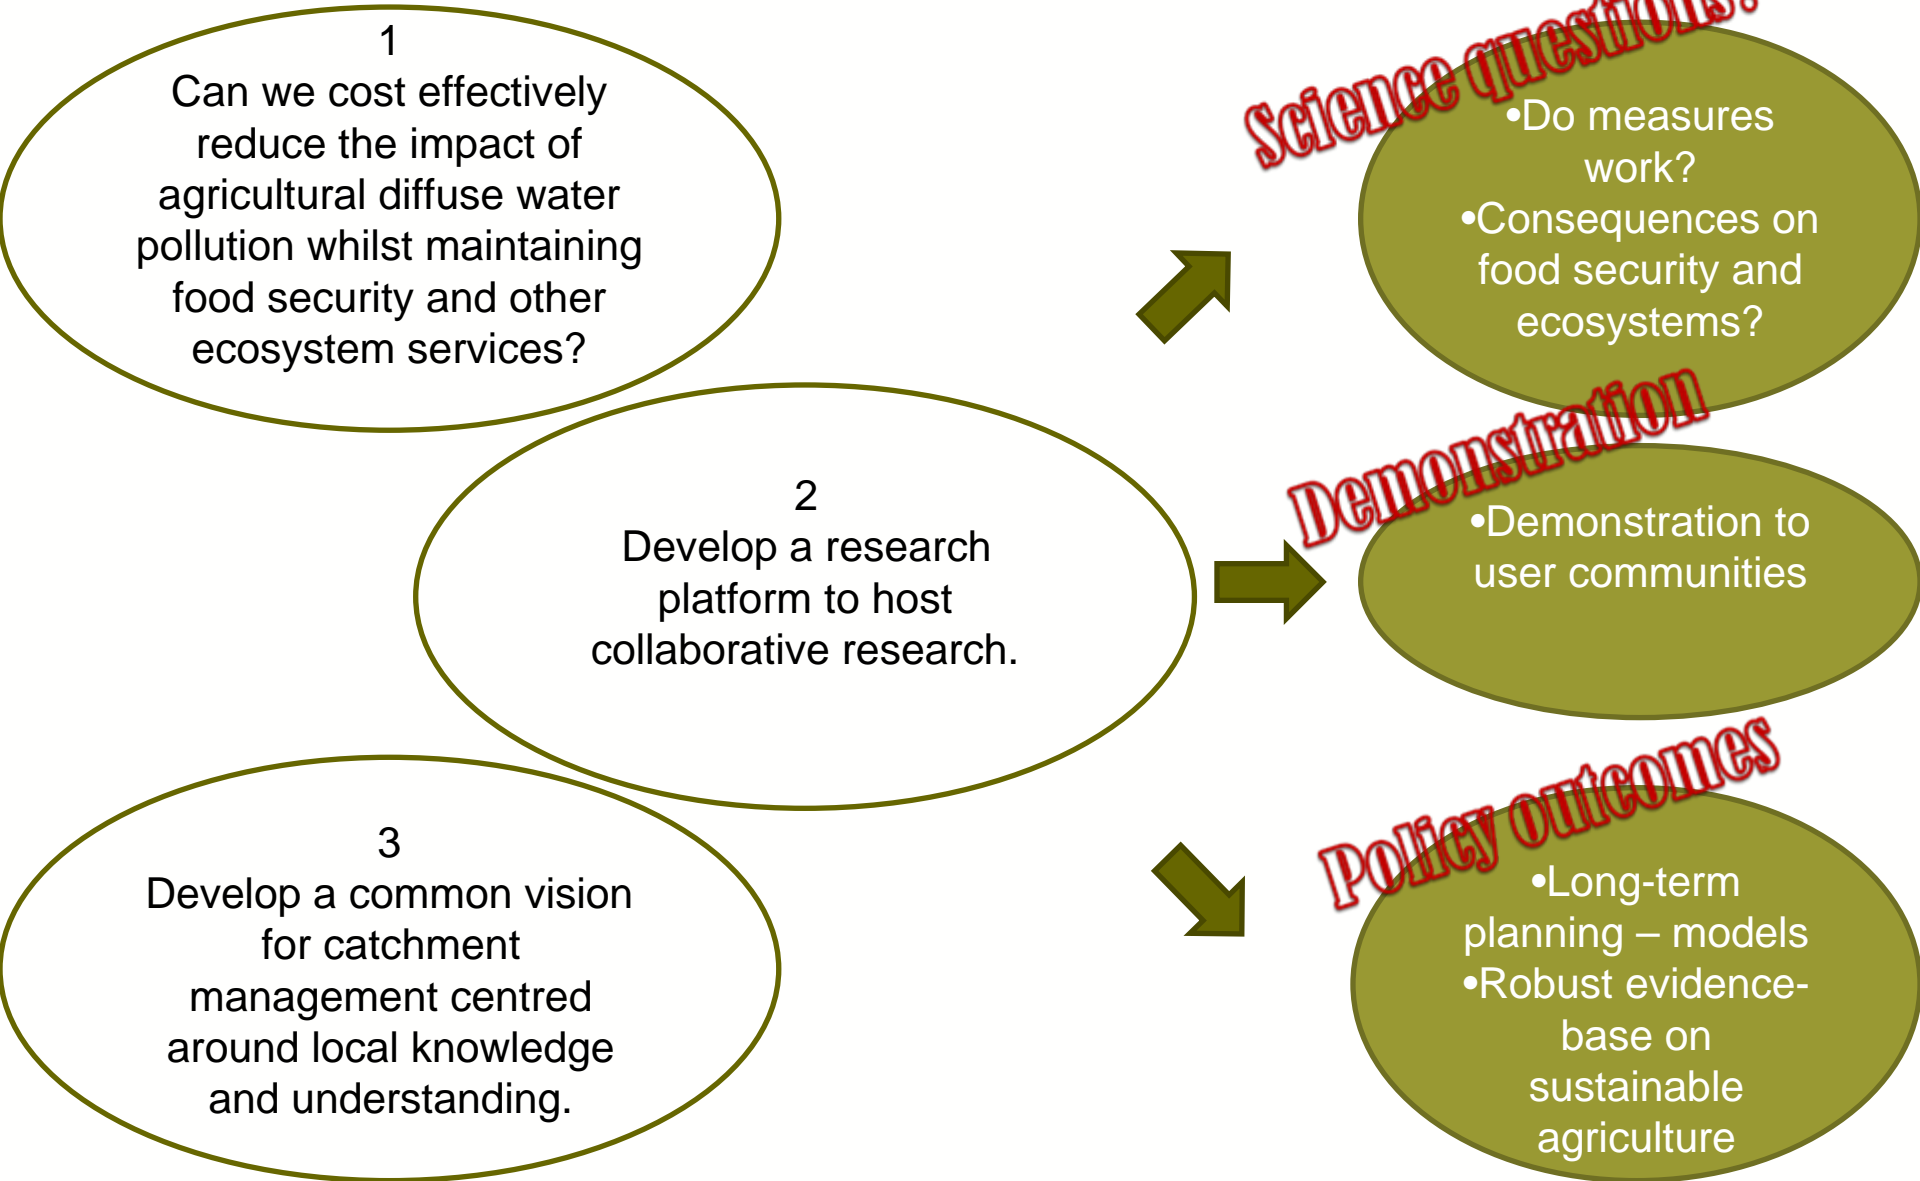 1
Can we cost effectively
reduce the impact of
agricultural diffuse water
pollution whilst maintaining
food security and other
ecosystem services?
2
Develop a research
platform to host
collaborative research.
3
Develop a common vision
for catchment
management centred
around local knowledge
and understanding.
Science questions?
•Do measures
work?
•Consequences on
food security and
ecosystems?
Demonstration
•Demonstration to
user communities
Policy outcomes
•Long-term
planning – models
•Robust evidence-
base on
sustainable
agriculture